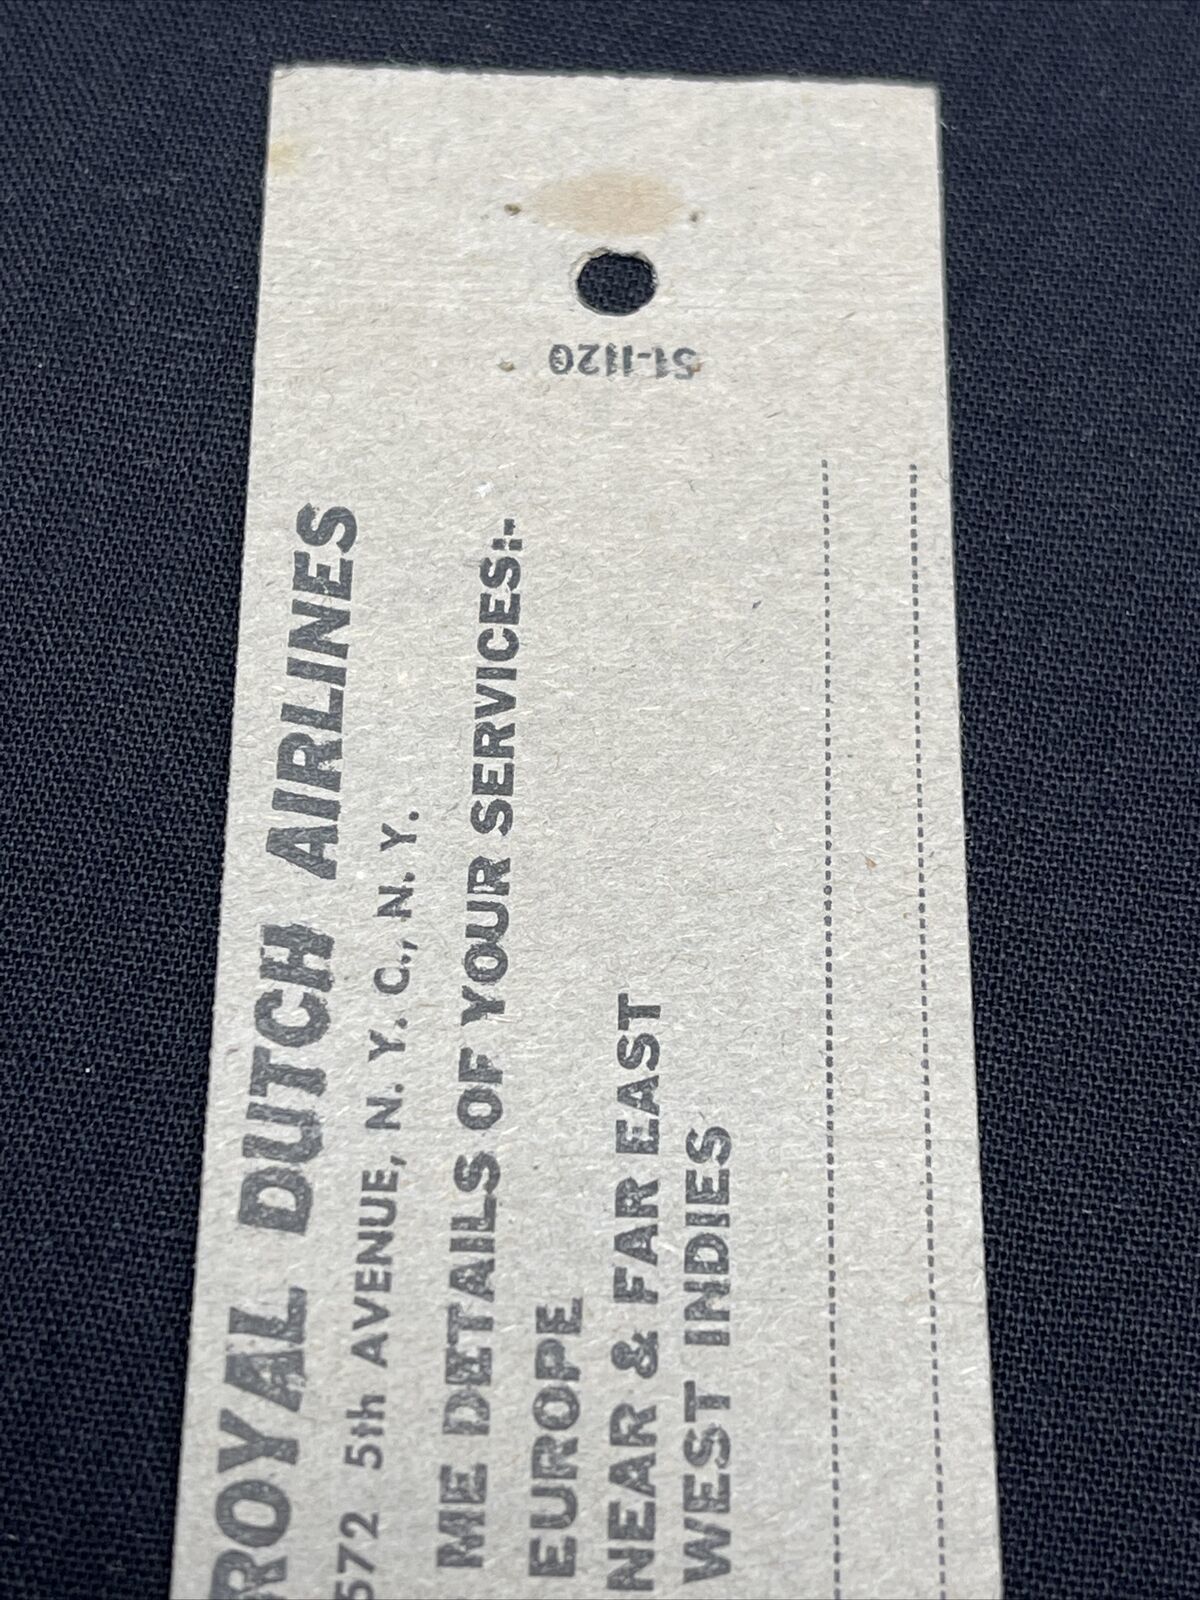 51-1120
ROYAL DUTCH AIRLINES
572 5th AVENUE, N. Y. C., N. Y.
ME DETAILS OF YOUR SERVICES:-
EUROPE
NEAR & FAR EAST
WEST INDIES